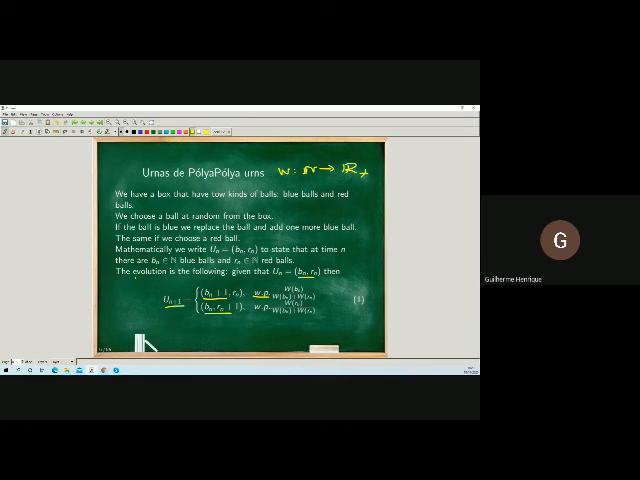 Urnas de PólyaPólya urns W : ℕ → ℝ₊
We have a box that have tow kinds of balls: blue balls and red
balls.
We choose a ball at random from the box.
If the ball is blue we replace the ball and add one more blue ball.
The same if we choose a red ball.
Mathematically we write Uₙ = (bₙ, rₙ) to state that at time n
there are bₙ ∈ ℕ blue balls and rₙ ∈ ℕ red balls.
The evolution is the following: given that Uₙ = (bₙ, rₙ) then
Uₙ₊₁ = { (bₙ + 1, rₙ), w.p. W(bₙ) / W(bₙ)+W(rₙ)
(bₙ, rₙ + 1), w.p. W(rₙ) / W(bₙ)+W(rₙ) (1)
G
Guilherme Henrique